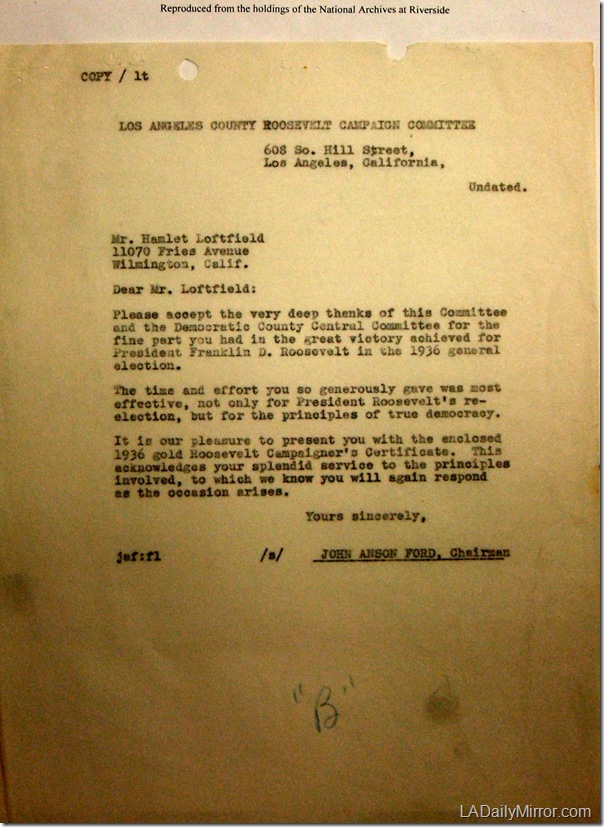 Reproduced from the holdings of the National Archives at Riverside
COPY / lt
LOS ANGELES COUNTY ROOSEVELT CAMPAIGN COMMITTEE
608 So. Hill Street,
Los Angeles, California,
Undated.
Mr. Hamlet Loftfield
11070 Fries Avenue
Wilmington, Calif.
Dear Mr. Loftfield:
Please accept the very deep thanks of this Committee
and the Democratic County Central Committee for the
fine part you had in the great victory achieved for
President Franklin D. Roosevelt in the 1936 general
election.
The time and effort you so generously gave was most
effective, not only for President Roosevelt's re-
election, but for the principles of true democracy.
It is our pleasure to present you with the enclosed
1936 gold Roosevelt Campaigner's Certificate. This
acknowledges your splendid service to the principles
involved, to which we know you will again respond
as the occasion arises.
Yours sincerely,
jaf:fl /s/ JOHN ANSON FORD, Chairman
"B"
LADailyMirror.com